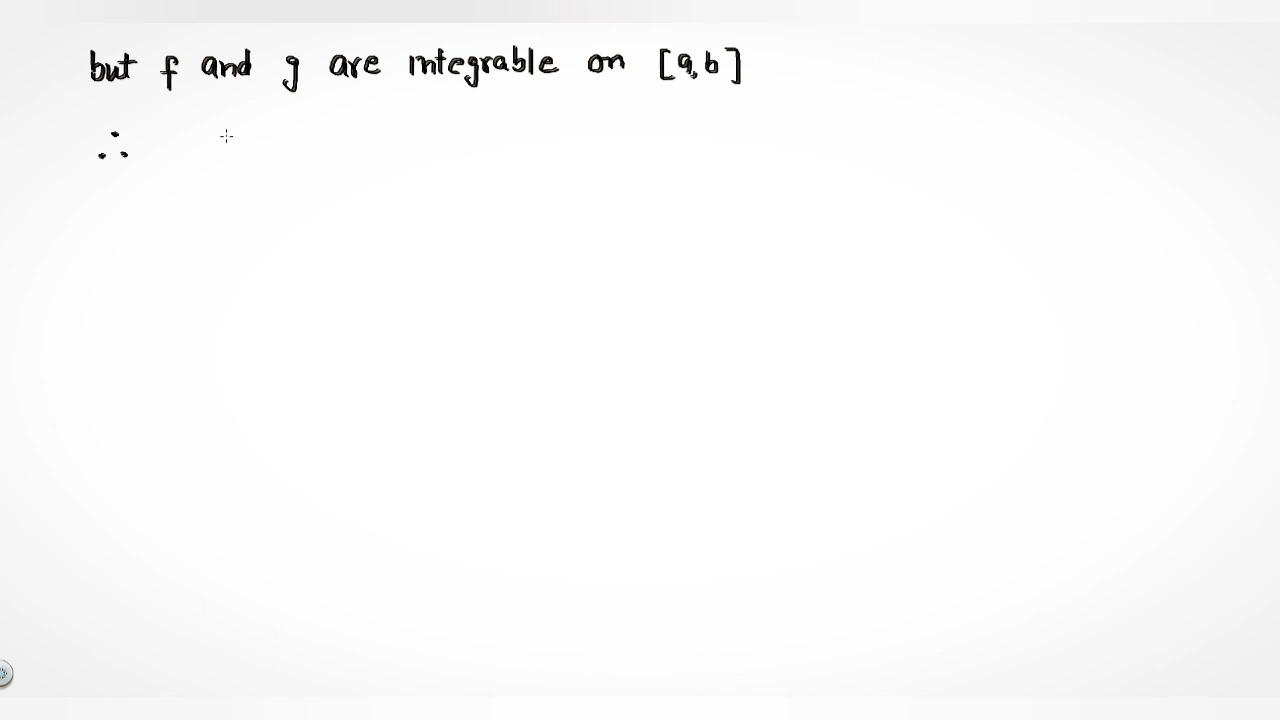 but f and g are integrable on [a,b]
∴